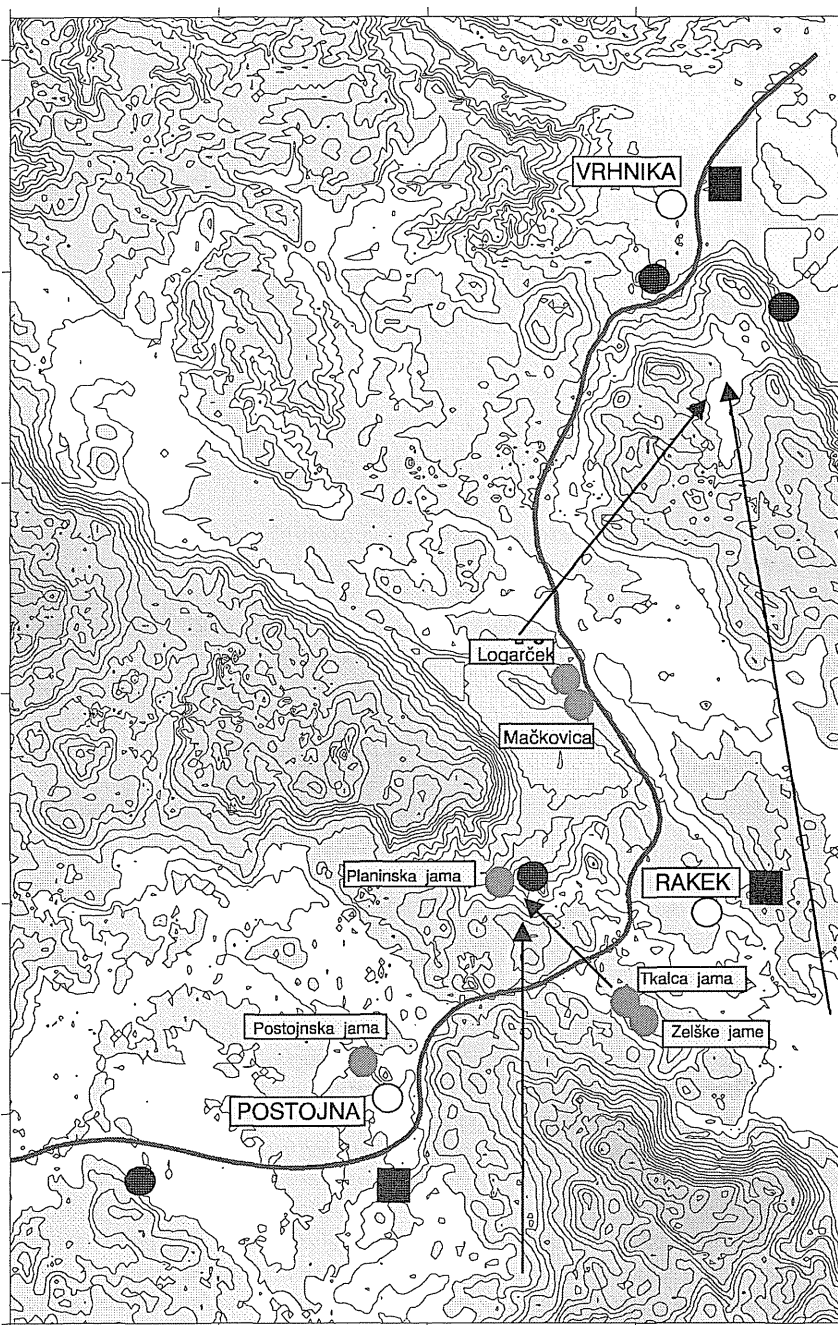 VRHNIKA
Logarček
Mačkovica
Planinska jama
RAKEK
Tkalca jama
Zelške jame
Postojnska jama
POSTOJNA